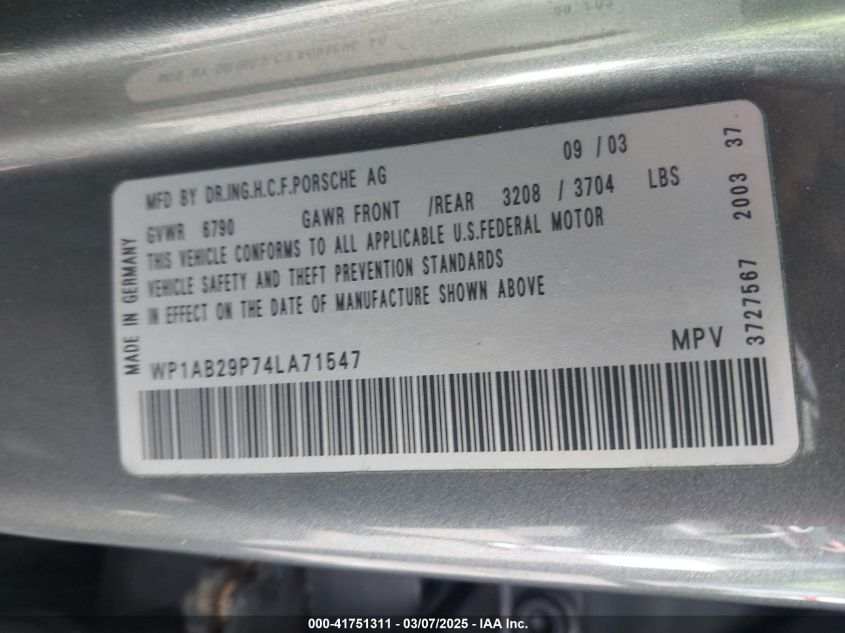 MFD BY DR.ING.H.C.F.PORSCHE AG 09 / 03
GVWR 6790 GAWR FRONT /REAR 3208 / 3704 LBS
THIS VEHICLE CONFORMS TO ALL APPLICABLE U.S.FEDERAL MOTOR
VEHICLE SAFETY AND THEFT PREVENTION STANDARDS
IN EFFECT ON THE DATE OF MANUFACTURE SHOWN ABOVE
WP1AB29P74LA71547 MPV
MADE IN GERMANY
3727567 2003 37
000-41751311 - 03/07/2025 - IAA Inc.